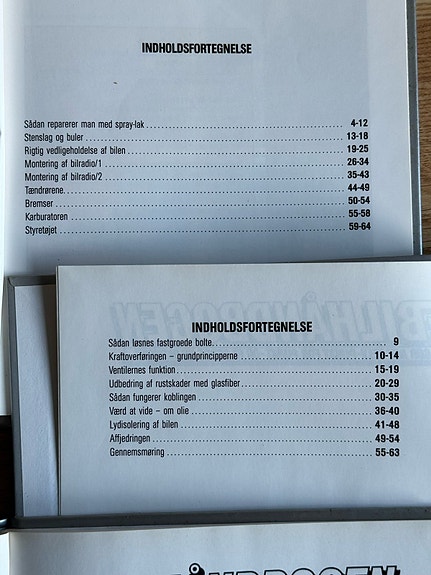 INDHOLDSFORTEGNELSE
Sådan reparerer man med spray-lak 4-12
Stenslag og buler 13-18
Rigtig vedligeholdelse af bilen 19-25
Montering af bilradio/1 26-34
Montering af bilradio/2 35-43
Tændrørene 44-49
Bremser 50-54
Karburatoren 55-58
Styretøjet 59-64
INDHOLDSFORTEGNELSE
Sådan løsnes fastgroede bolte 9
Kraftoverføringen – grundprincipperne 10-14
Ventilernes funktion 15-19
Udbedring af rustskader med glasfiber 20-29
Sådan fungerer koblingen 30-35
Værd at vide – om olie 36-40
Lydisolering af bilen 41-48
Affjedringen 49-54
Gennemsmøring 55-63